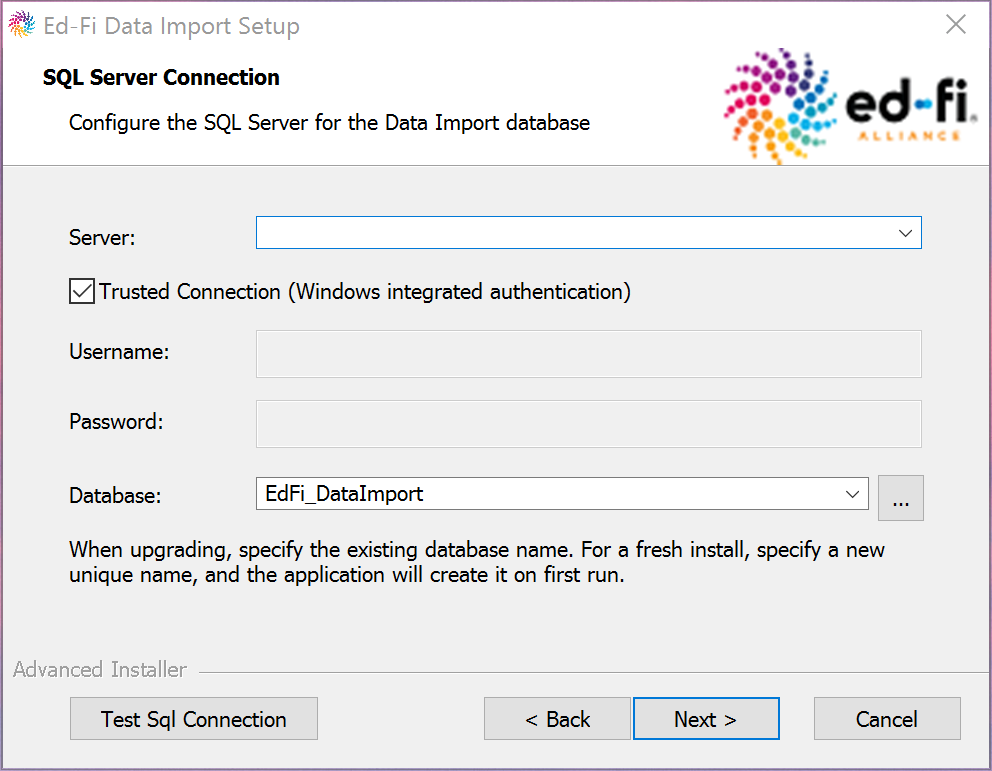 Ed-Fi Data Import Setup
SQL Server Connection
Configure the SQL Server for the Data Import database
ed-fi®
ALLIANCE
Server:
Trusted Connection (Windows integrated authentication)
Username:
Password:
Database:
EdFi_DataImport
...
When upgrading, specify the existing database name. For a fresh install, specify a new
unique name, and the application will create it on first run.
Advanced Installer
Test Sql Connection
< Back
Next >
Cancel